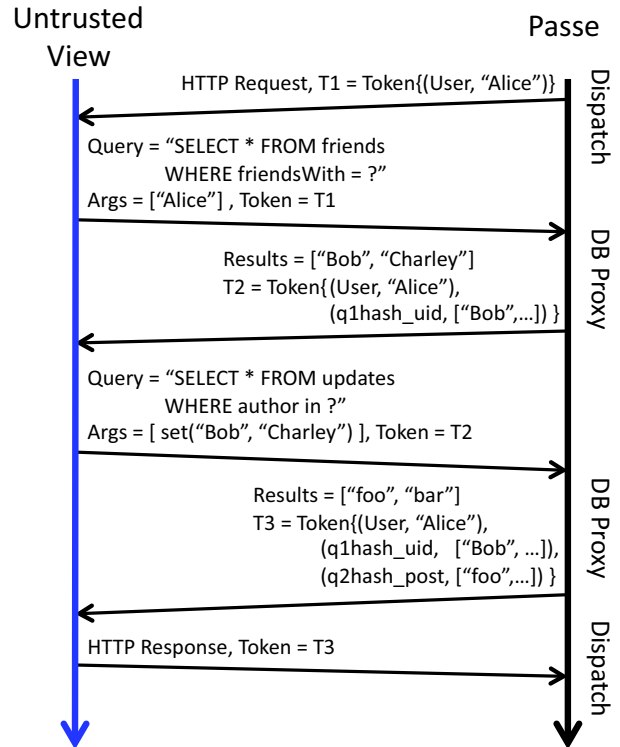 Untrusted
View
Passe
HTTP Request, T1 = Token{(User, “Alice”)}
Dispatch
Query = “SELECT * FROM friends
WHERE friendsWith = ?”
Args = [“Alice”] , Token = T1
DB Proxy
Results = [“Bob”, “Charley”]
T2 = Token{(User, “Alice”),
(q1hash_uid, [“Bob”,…]) }
Query = “SELECT * FROM updates
WHERE author in ?”
Args = [ set(“Bob”, “Charley”) ], Token = T2
DB Proxy
Results = [“foo”, “bar”]
T3 = Token{(User, “Alice”),
(q1hash_uid, [“Bob”, …]),
(q2hash_post, [“foo”,…]) }
HTTP Response, Token = T3
Dispatch